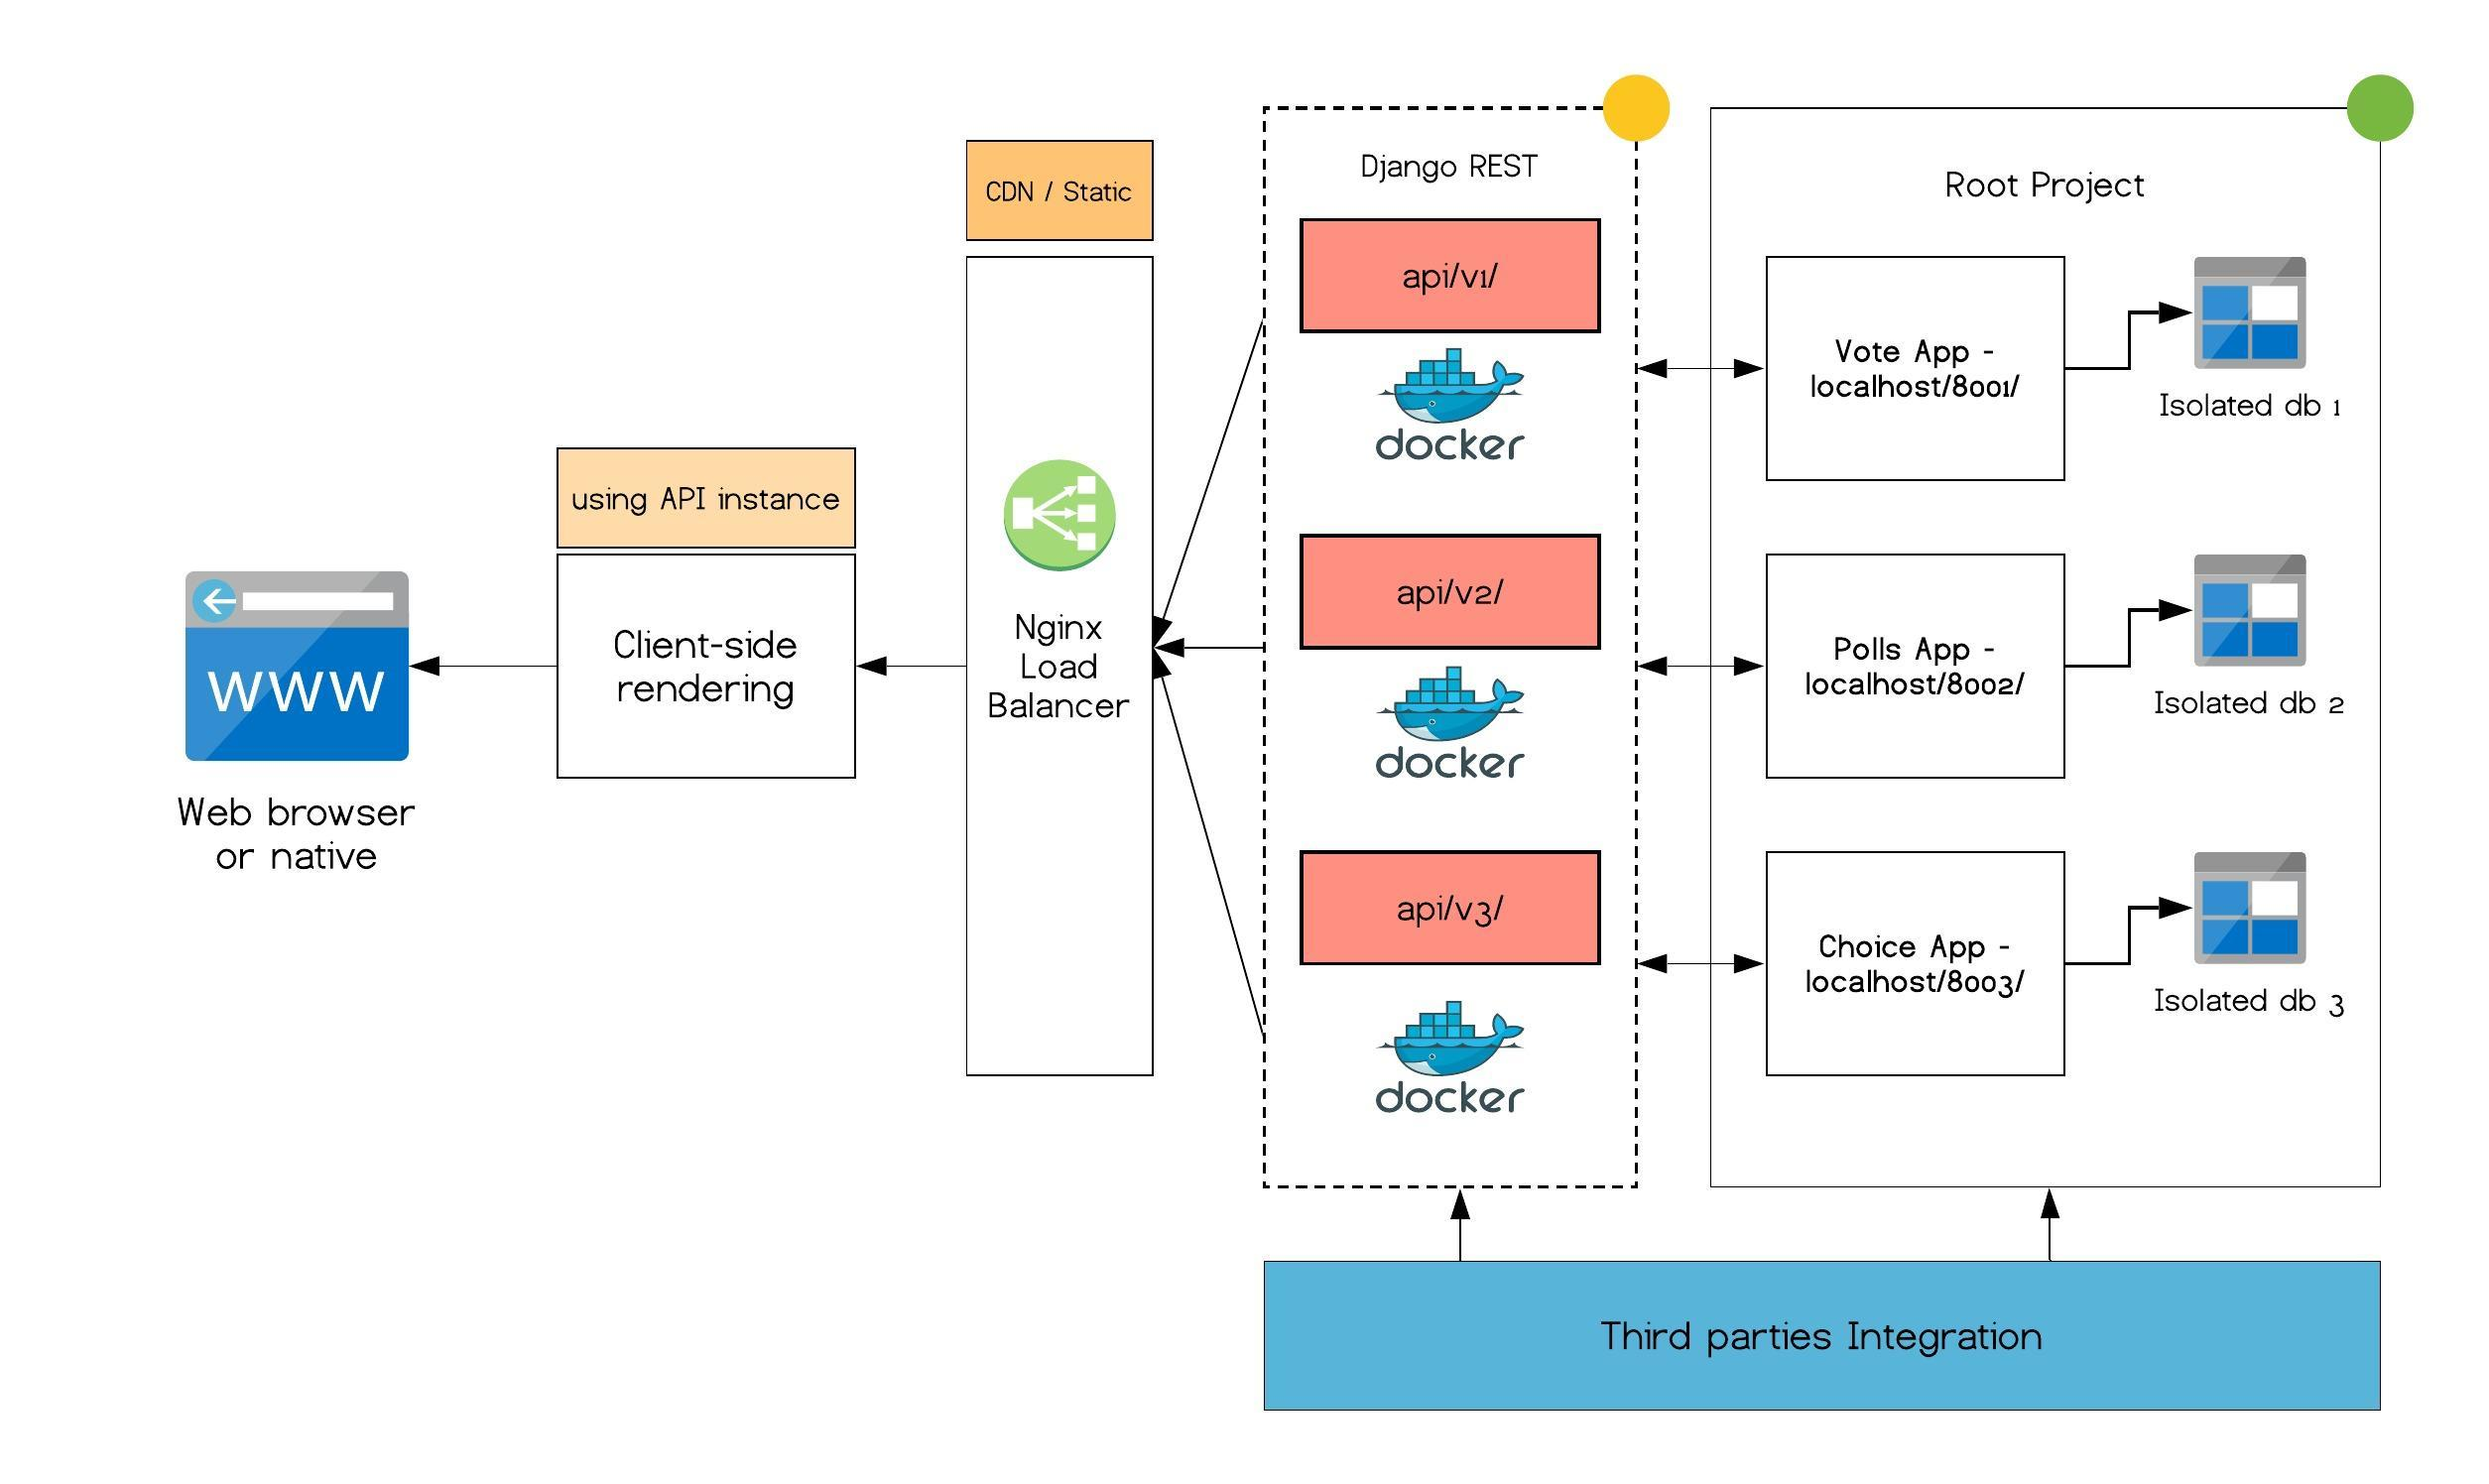 CDN / Static
Django REST
Root Project
api/v1/
docker
Vote App -
localhost/8001/
Isolated db 1
using API instance
Client-side
rendering
Nginx
Load
Balancer
WWW
Web browser
or native
api/v2/
docker
Polls App -
localhost/8002/
Isolated db 2
api/v3/
docker
Choice App -
localhost/8003/
Isolated db 3
Third parties Integration